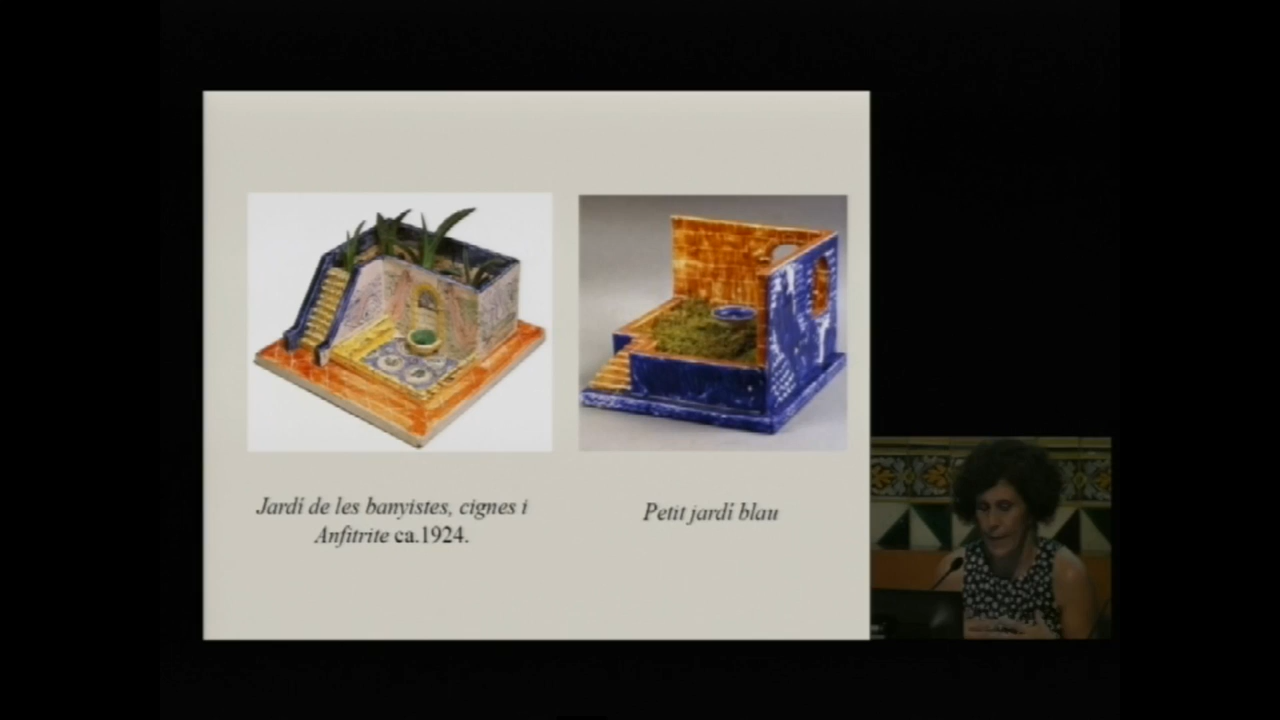 Jardí de les banyistes, cignes i
Anfitrite ca.1924.
Petit jardí blau